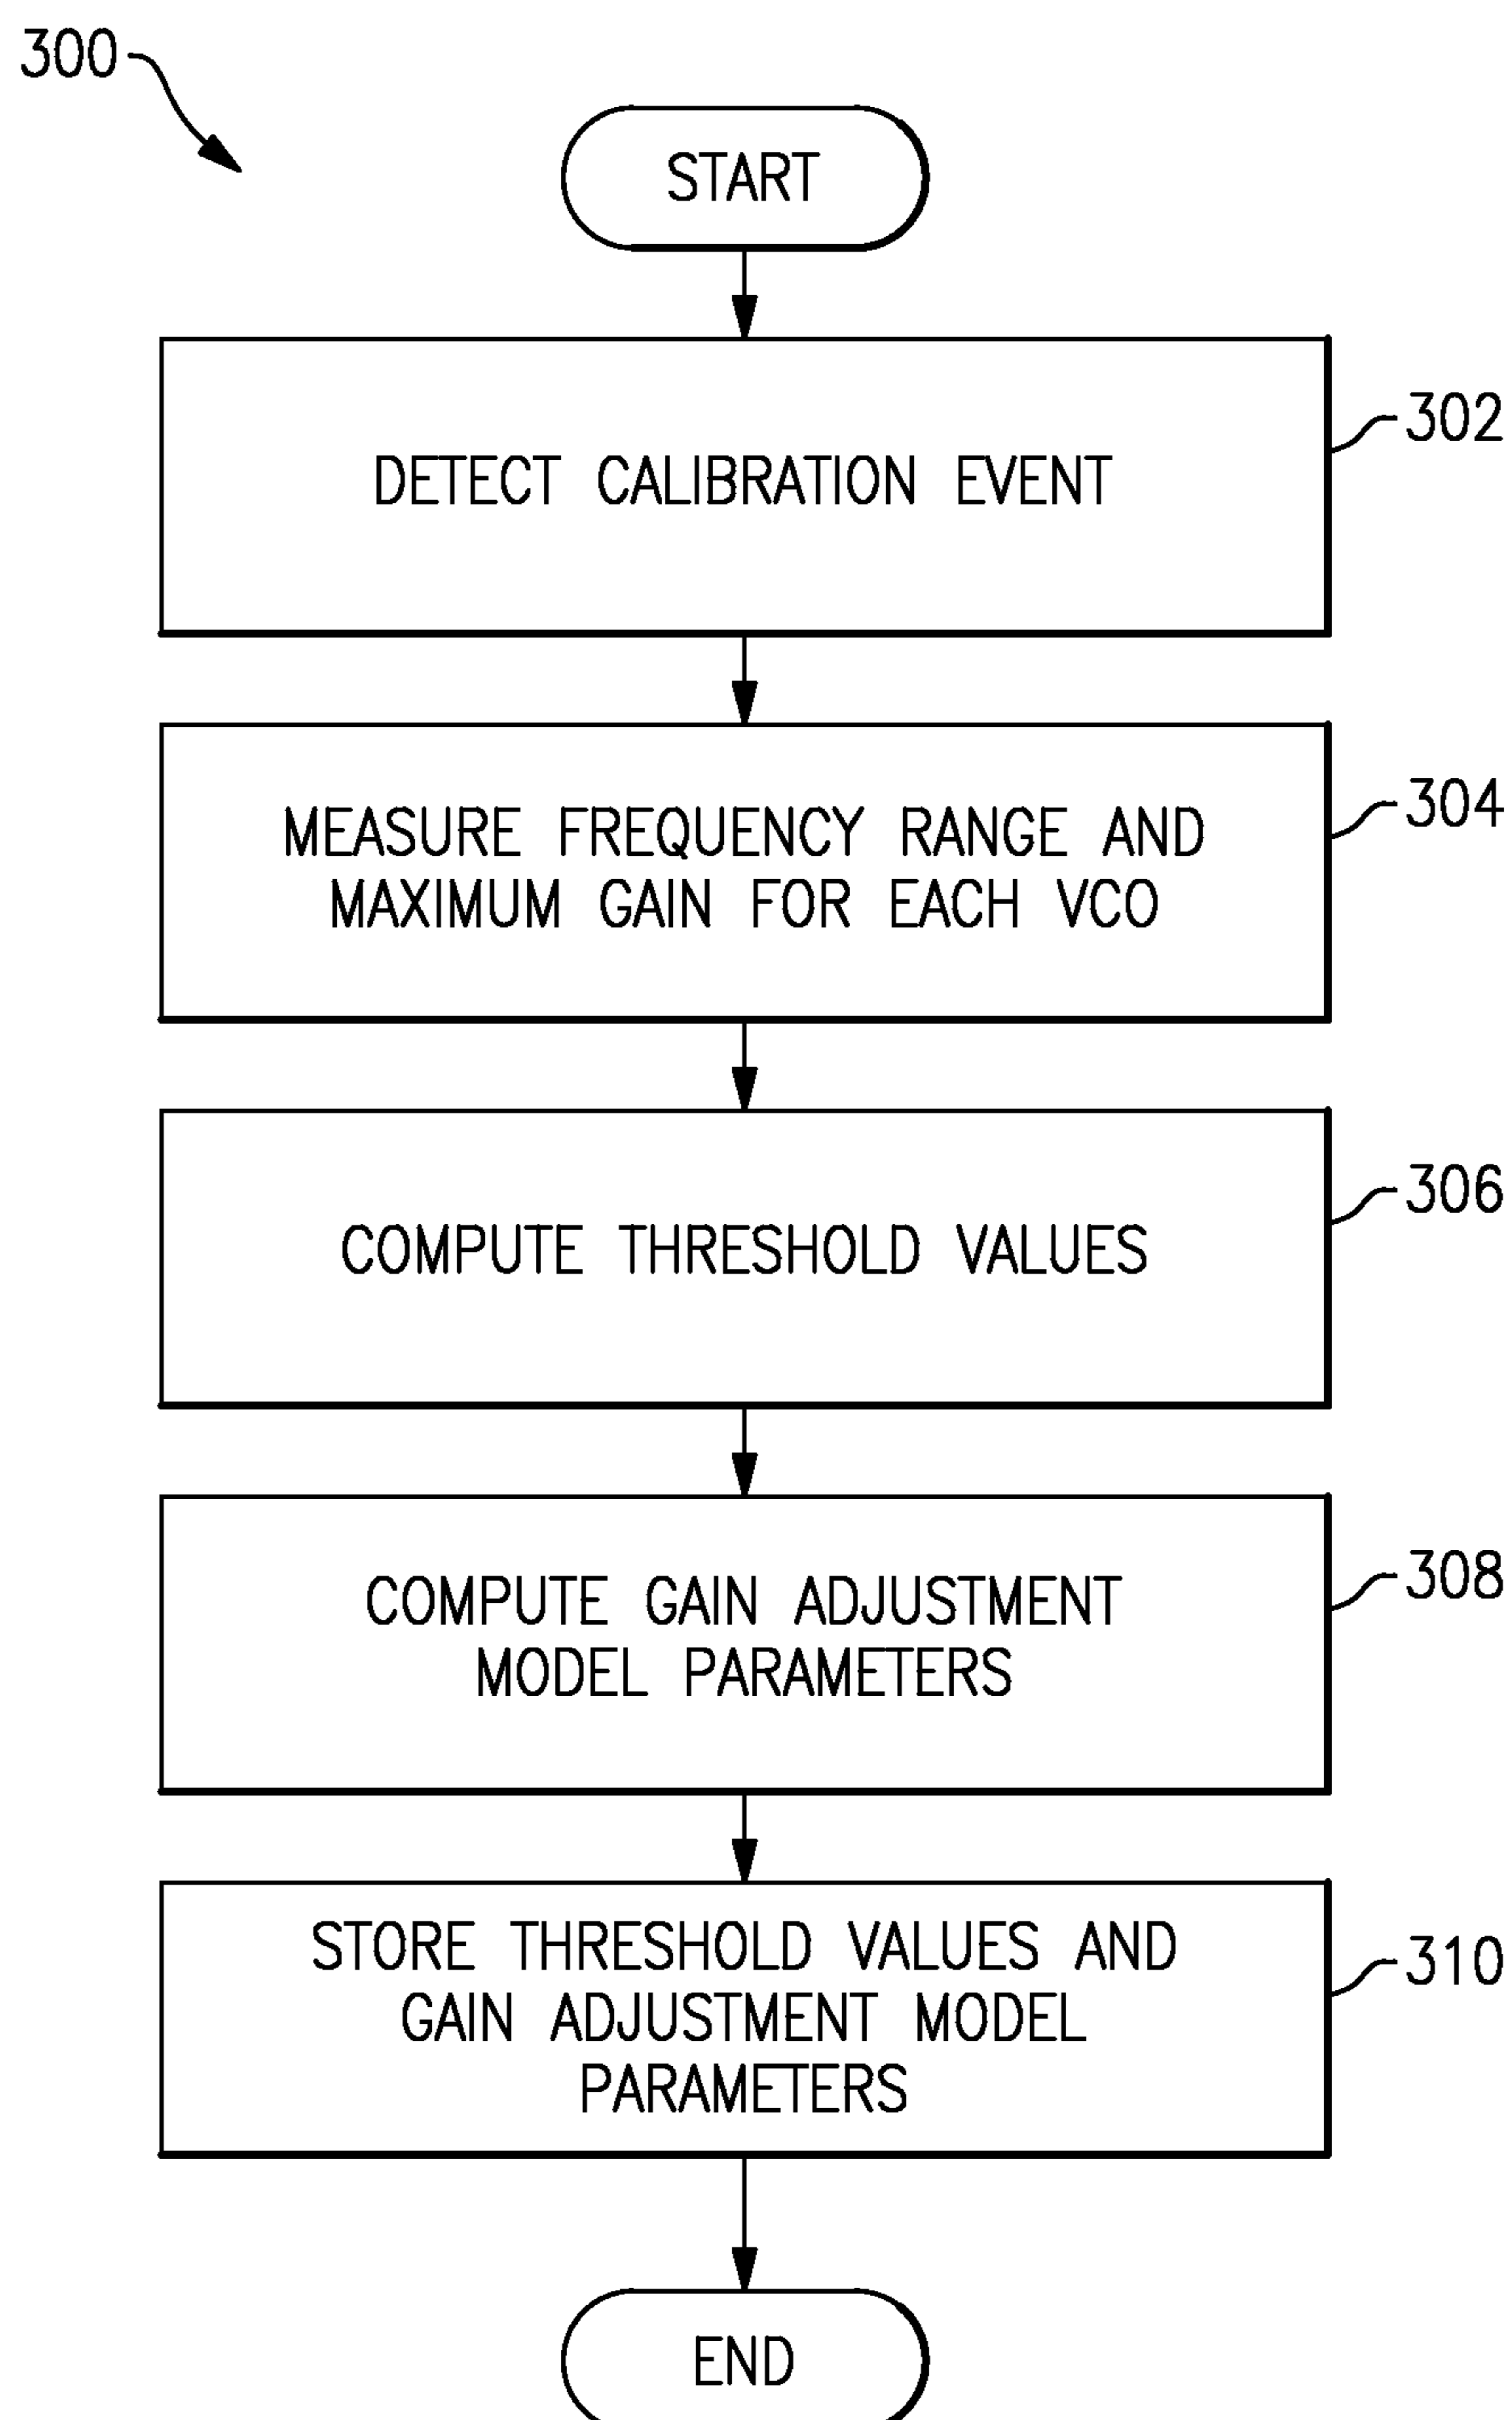 300
START
DETECT CALIBRATION EVENT
302
MEASURE FREQUENCY RANGE AND
MAXIMUM GAIN FOR EACH VCO
304
COMPUTE THRESHOLD VALUES
306
COMPUTE GAIN ADJUSTMENT
MODEL PARAMETERS
308
STORE THRESHOLD VALUES AND
GAIN ADJUSTMENT MODEL
PARAMETERS
310
END